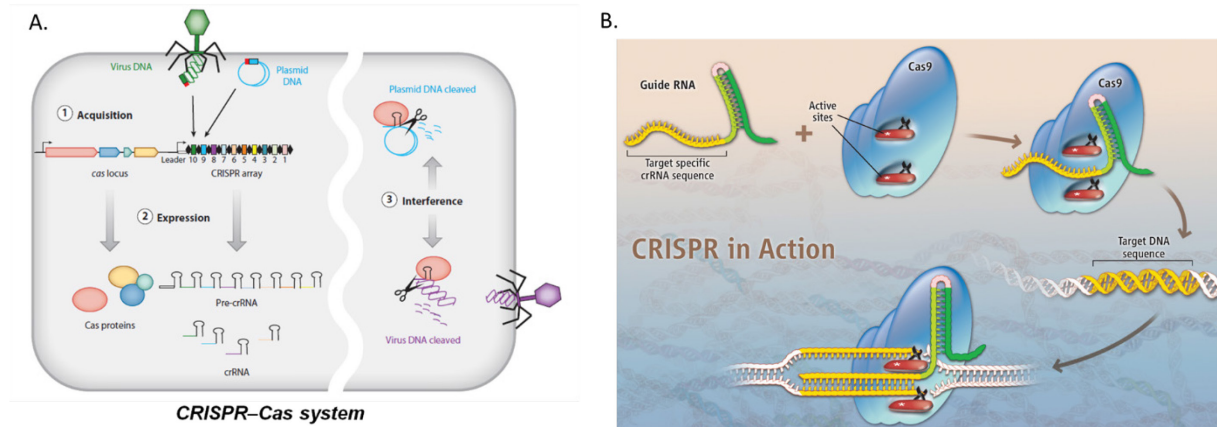 A.
Virus DNA
Plasmid
DNA
1 Acquisition
Leader
10 9 8 7 6 5 4 3 2 1
cas locus
CRISPR array
2 Expression
Cas proteins
Pre-crRNA
crRNA
Plasmid DNA cleaved
3 Interference
Virus DNA cleaved
CRISPR–Cas system
B.
Guide RNA
Target specific
crRNA sequence
Cas9
Active
sites
Cas9
CRISPR in Action
Target DNA
sequence